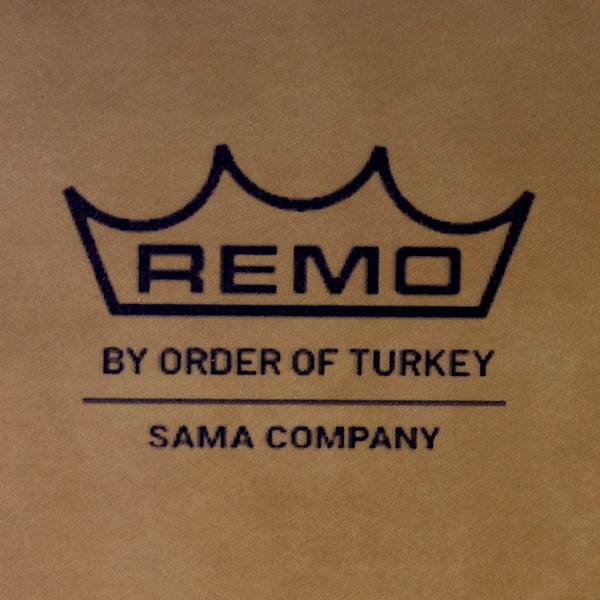 REMO
BY ORDER OF TURKEY
SAMA COMPANY